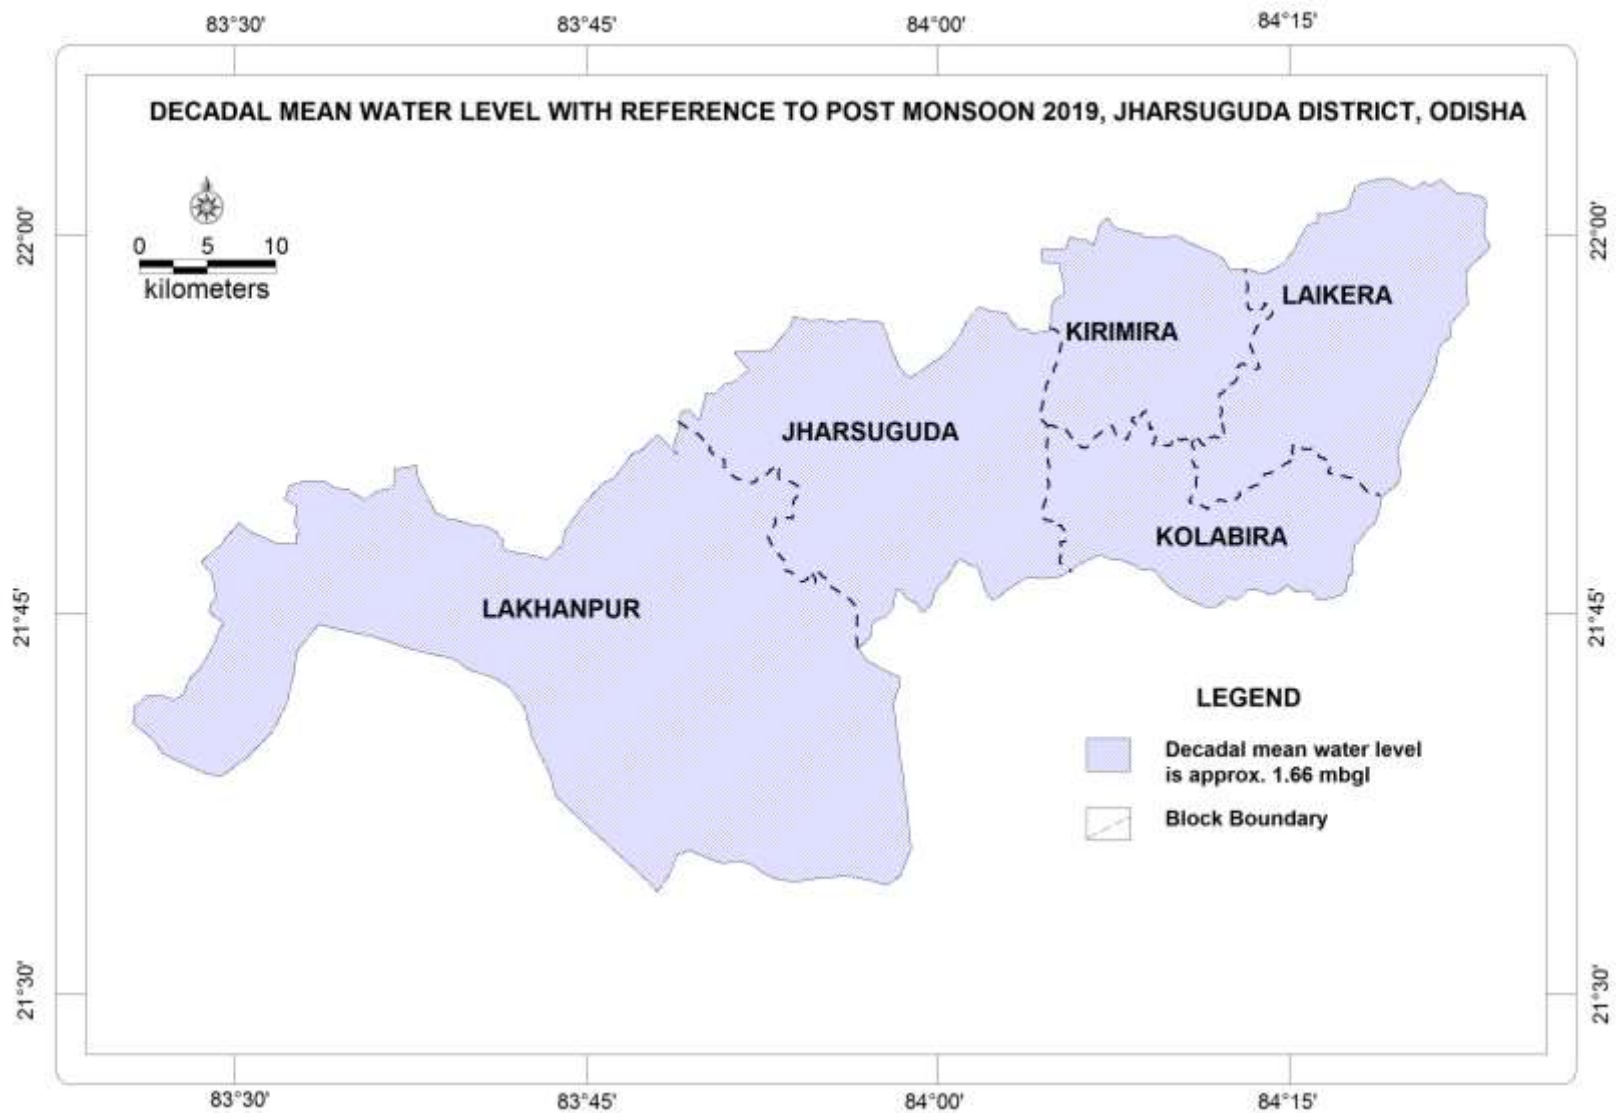 83°30' 83°45' 84°00' 84°15'
DECADAL MEAN WATER LEVEL WITH REFERENCE TO POST MONSOON 2019, JHARSUGUDA DISTRICT, ODISHA
22°00' 22°00'
0 5 10
kilometers
LAIKERA
KIRIMIRA
JHARSUGUDA
KOLABIRA
LAKHANPUR
21°45' 21°45'
LEGEND
Decadal mean water level
is approx. 1.66 mbgl
Block Boundary
21°30' 21°30'
83°30' 83°45' 84°00' 84°15'